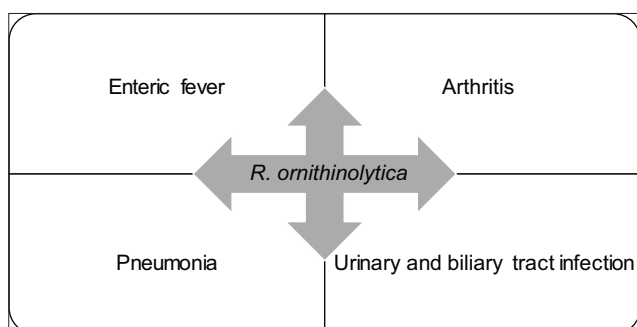 Enteric fever
Arthritis
R. ornithinolytica
Pneumonia
Urinary and biliary tract infection